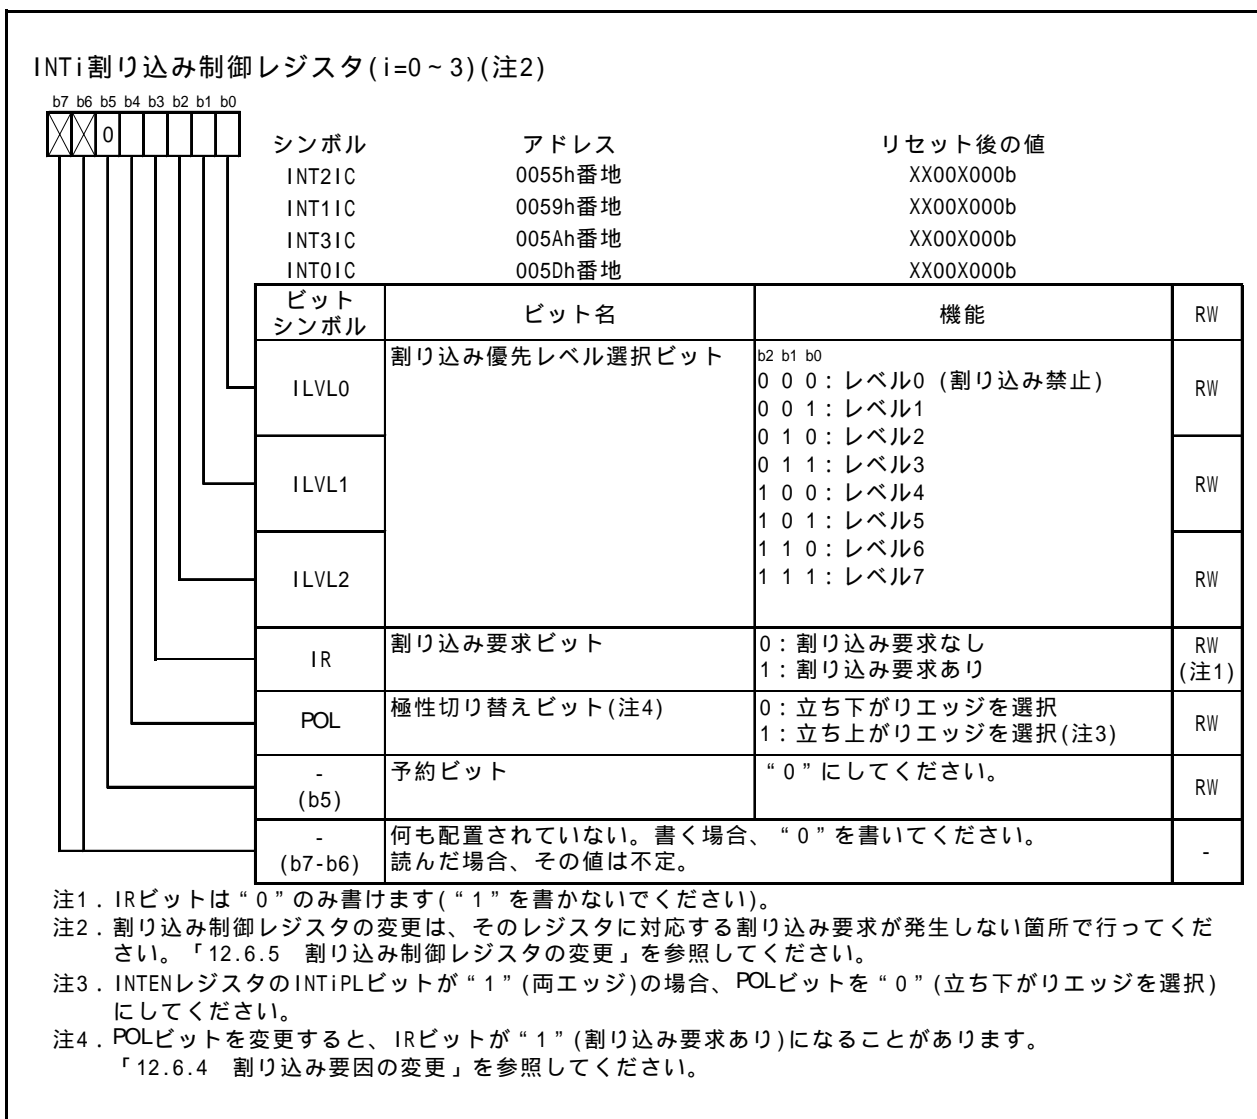 INTi割り込み制御レジスタ(i=0~3)(注2)
b7 b6 b5 b4 b3 b2 b1 b0
0
シンボル アドレス リセット後の値
INT2IC 0055h番地 XX00X000b
INT1IC 0059h番地 XX00X000b
INT3IC 005Ah番地 XX00X000b
INT0IC 005Dh番地 XX00X000b
ビット
シンボル
ビット名 機能 RW
ILVL0
割り込み優先レベル選択ビット
b2 b1 b0
0 0 0:レベル0 (割り込み禁止)
0 0 1:レベル1
0 1 0:レベル2
0 1 1:レベル3
1 0 0:レベル4
1 0 1:レベル5
1 1 0:レベル6
1 1 1:レベル7
RW
ILVL1 RW
ILVL2 RW
IR
割り込み要求ビット
0:割り込み要求なし
1:割り込み要求あり
RW
(注1)
POL
極性切り替えビット(注4)
0:立ち下がりエッジを選択
1:立ち上がりエッジを選択(注3)
RW
-
(b5)
予約ビット
“0”にしてください。
RW
-
(b7-b6)
何も配置されていない。書く場合、“0”を書いてください。
読んだ場合、その値は不定。
-
注1.IRビットは“0”のみ書けます(“1”を書かないでください)。
注2.割り込み制御レジスタの変更は、そのレジスタに対応する割り込み要求が発生しない箇所で行ってくだ
さい。「12.6.5 割り込み制御レジスタの変更」を参照してください。
注3.INTENレジスタのINTiPLビットが“1”(両エッジ)の場合、POLビットを“0”(立ち下がりエッジを選択)
にしてください。
注4.POLビットを変更すると、IRビットが“1”(割り込み要求あり)になることがあります。
「12.6.4 割り込み要因の変更」を参照してください。